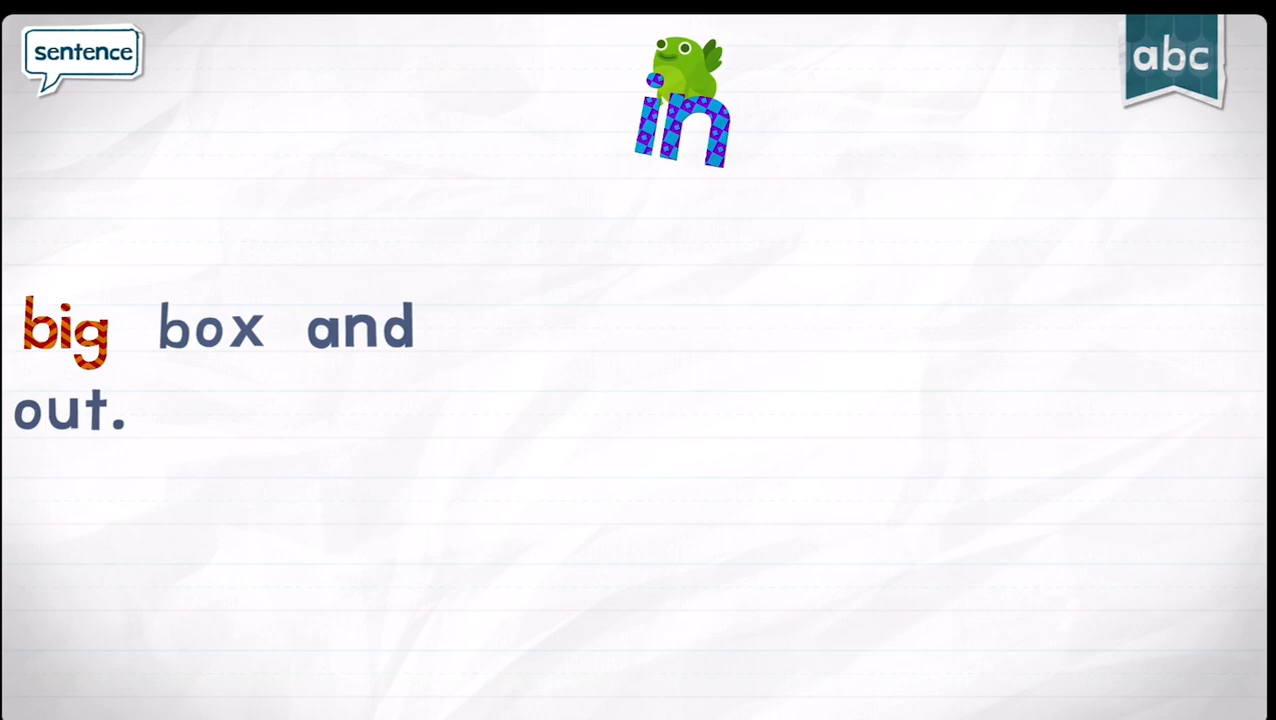 sentence
abc
in
big box and
out.